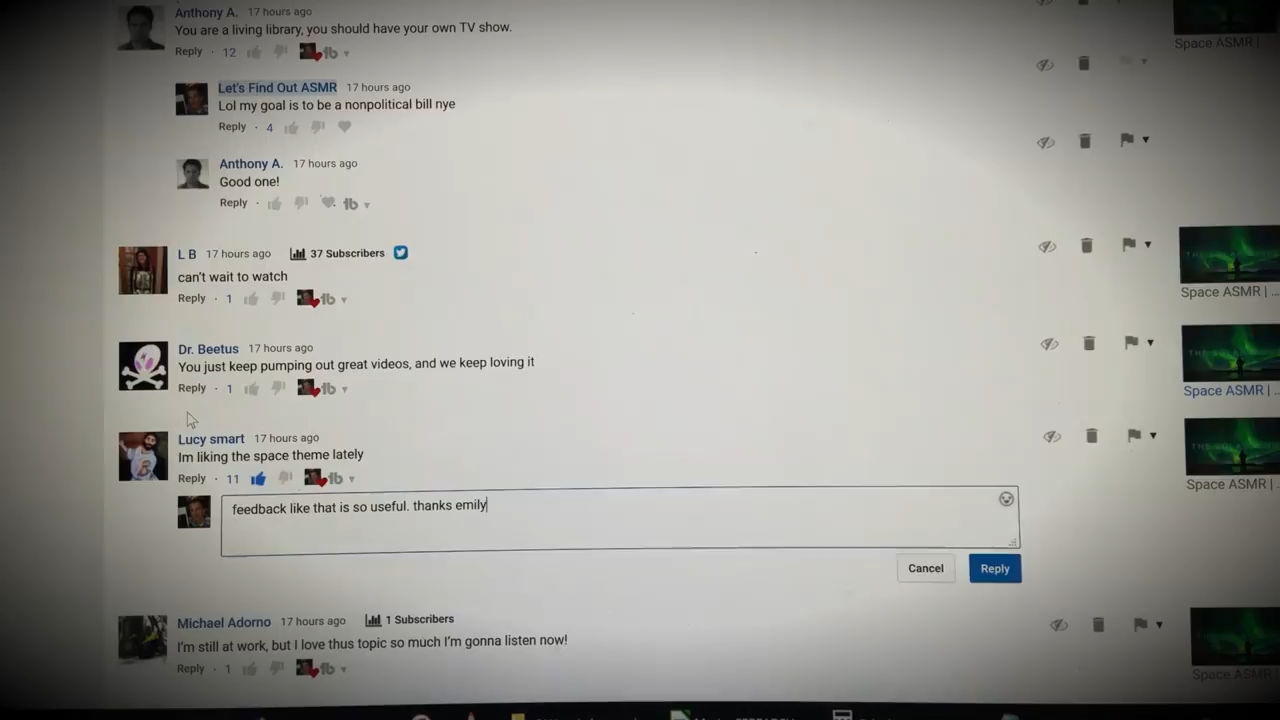 Anthony A. 17 hours ago
You are a living library, you should have your own TV show.
Reply · 12
Space ASMR |
Let's Find Out ASMR 17 hours ago
Lol my goal is to be a nonpolitical bill nye
Reply · 4
Anthony A. 17 hours ago
Good one!
Reply ·
L B 17 hours ago 37 Subscribers
can't wait to watch
Reply · 1
Space ASMR | ...
Dr. Beetus 17 hours ago
You just keep pumping out great videos, and we keep loving it
Reply · 1
Space ASMR | ..
Lucy smart 17 hours ago
Im liking the space theme lately
Reply · 11
Space ASMR | ..
feedback like that is so useful. thanks emily
Cancel Reply
Michael Adorno 17 hours ago 1 Subscribers
I'm still at work, but I love thus topic so much I'm gonna listen now!
Reply · 1
Space ASMR |